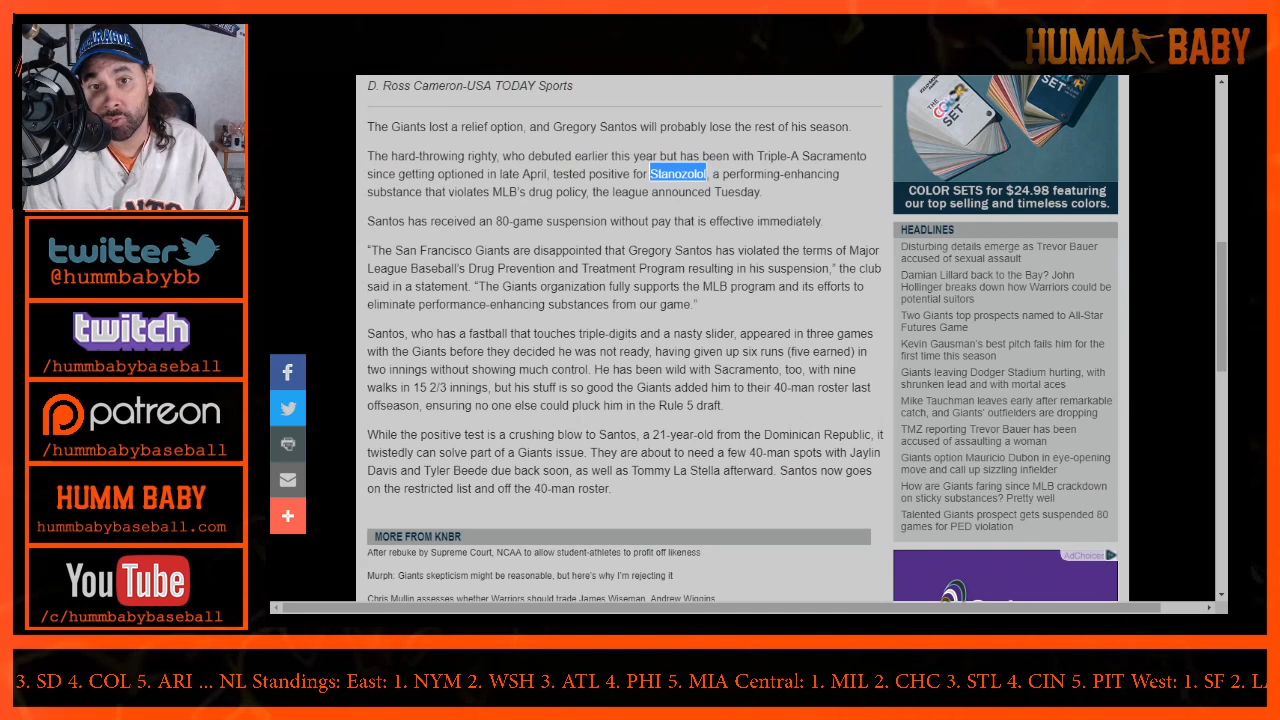 HUMM BABY
D. Ross Cameron-USA TODAY Sports
The Giants lost a relief option, and Gregory Santos will probably lose the rest of his season.
The hard-throwing righty, who debuted earlier this year but has been with Triple-A Sacramento
since getting optioned in late April, tested positive for Stanozolol, a performing-enhancing
substance that violates MLB's drug policy, the league announced Tuesday.
Santos has received an 80-game suspension without pay that is effective immediately.
“The San Francisco Giants are disappointed that Gregory Santos has violated the terms of Major
League Baseball's Drug Prevention and Treatment Program resulting in his suspension,” the club
said in a statement. “The Giants organization fully supports the MLB program and its efforts to
eliminate performance-enhancing substances from our game.”
Santos, who has a fastball that touches triple-digits and a nasty slider, appeared in three games
with the Giants before they decided he was not ready, having given up six runs (five earned) in
two innings without showing much control. He has been wild with Sacramento, too, with nine
walks in 15 2/3 innings, but his stuff is so good the Giants added him to their 40-man roster last
offseason, ensuring no one else could pluck him in the Rule 5 draft.
While the positive test is a crushing blow to Santos, a 21-year-old from the Dominican Republic, it
twistedly can solve part of a Giants issue. They are about to need a few 40-man spots with Jaylin
Davis and Tyler Beede due back soon, as well as Tommy La Stella afterward. Santos now goes
on the restricted list and off the 40-man roster.
MORE FROM KNBR
After rebuke by Supreme Court, NCAA to allow student-athletes to profit off likeness
Murph: Giants skepticism might be reasonable, but here's why I'm rejecting it
Chris Mullin assesses whether Warriors should trade James Wiseman, Andrew Wiggins
COLOR SETS for $24.98 featuring
our top selling and timeless colors.
HEADLINES
Disturbing details emerge as Trevor Bauer
accused of sexual assault
Damian Lillard back to the Bay? John
Hollinger breaks down how Warriors could be
potential suitors
Two Giants top prospects named to All-Star
Futures Game
Kevin Gausman's best pitch fails him for the
first time this season
Giants leaving Dodger Stadium hurting, with
shrunken lead and with mortal aces
Mike Tauchman leaves early after remarkable
catch, and Giants' outfielders are dropping
TMZ reporting Trevor Bauer has been
accused of assaulting a woman
Giants option Mauricio Dubon in eye-opening
move and call up sizzling infielder
How are Giants faring since MLB crackdown
on sticky substances? Pretty well
Talented Giants prospect gets suspended 80
games for PED violation
AdChoices
twitter
@hummbabybb
twitch
/hummbabybaseball
patreon
/hummbabybaseball
HUMM BABY
hummbabybaseball.com
YouTube
/c/hummbabybaseball
3. SD 4. COL 5. ARI ... NL Standings: East: 1. NYM 2. WSH 3. ATL 4. PHI 5. MIA Central: 1. MIL 2. CHC 3. STL 4. CIN 5. PIT West: 1. SF 2.